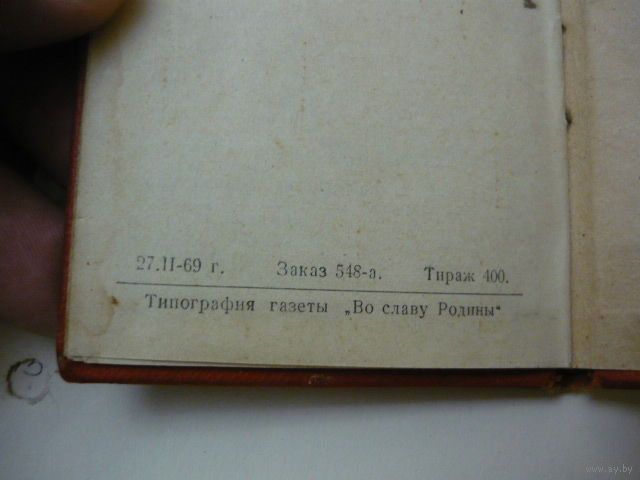 27.II-69 г. Заказ 548-а. Тираж 400.
Типография газеты „Во славу Родины“
www.ay.by